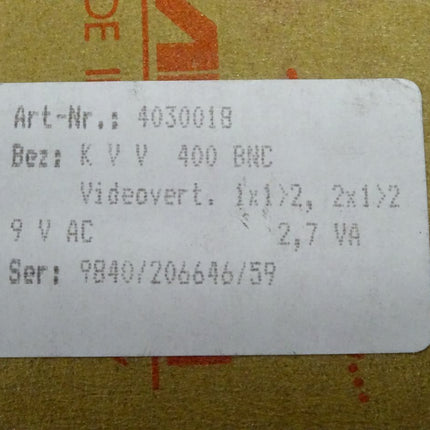 DE I
Art-Nr.: 4030018
Bez: K V V 400 BNC
Videovert. 1x1>2, 2x1>2
9 V AC 2,7 VA
Ser: 9840/206646/59